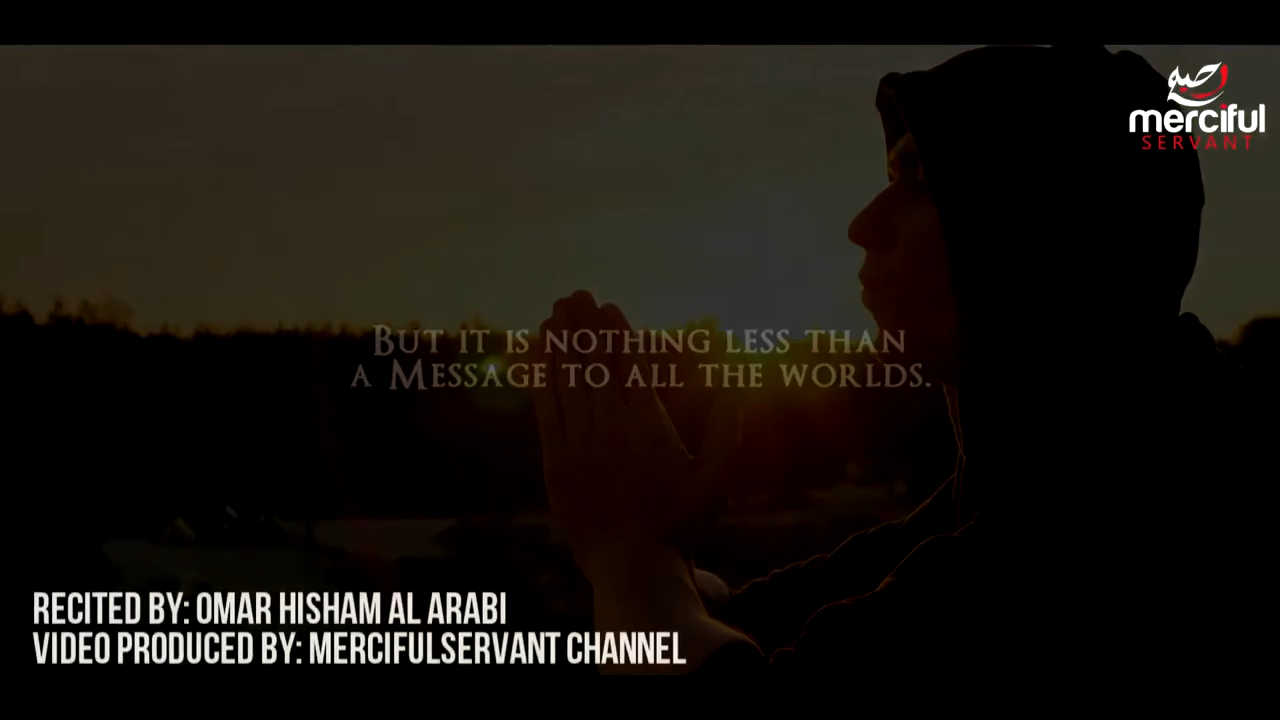 merciful
SERVANT
BUT IT IS NOTHING LESS THAN
A MESSAGE TO ALL THE WORLDS.
RECITED BY: OMAR HISHAM AL ARABI
VIDEO PRODUCED BY: MERCIFULSERVANT CHANNEL